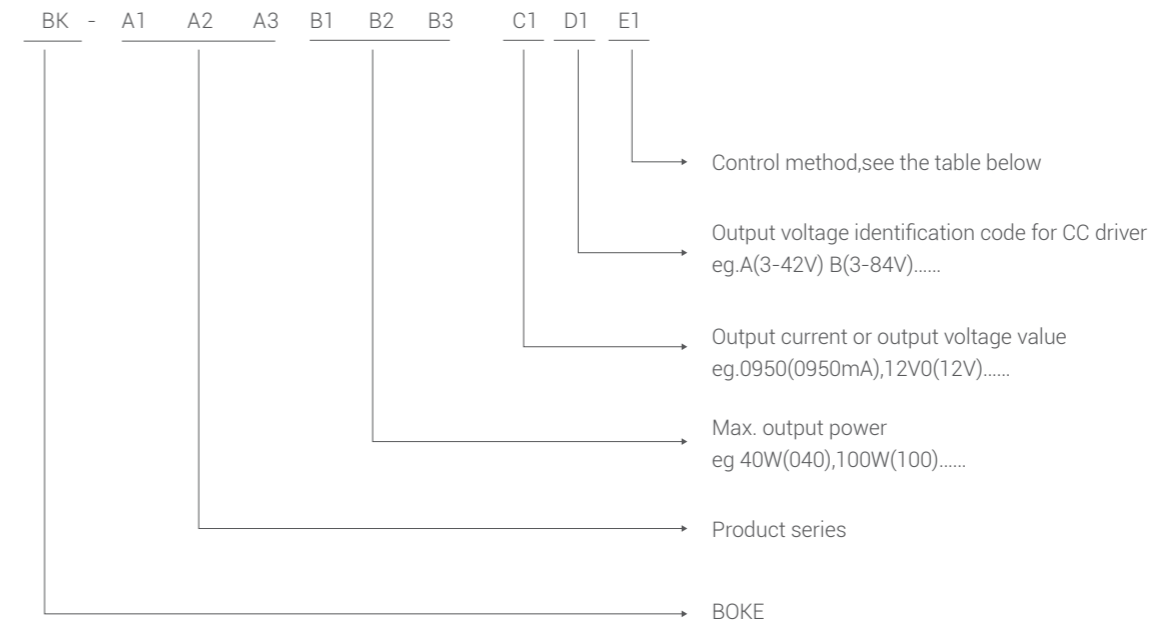 BK - A1 A2 A3 B1 B2 B3 C1 D1 E1
Control method,see the table below
Output voltage identification code for CC driver
eg.A(3-42V) B(3-84V)......
Output current or output voltage value
eg.0950(0950mA),12V0(12V)......
Max. output power
eg 40W(040),100W(100)......
Product series
BOKE